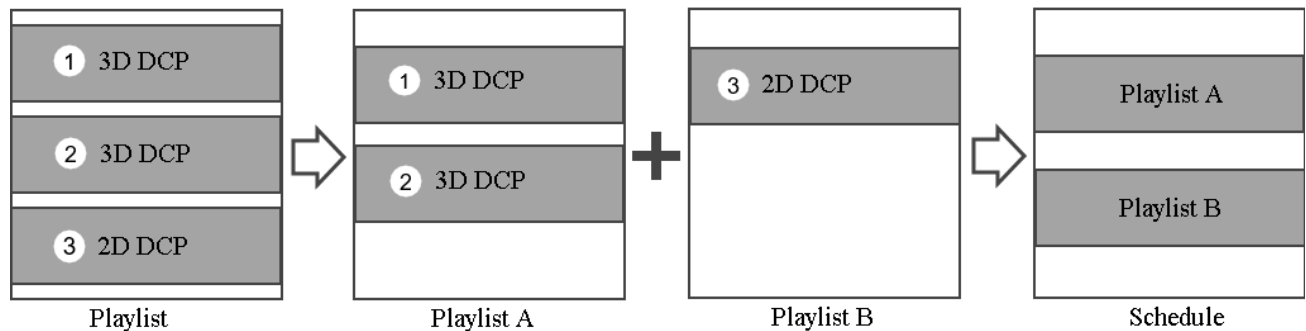 1 3D DCP
2 3D DCP
3 2D DCP
Playlist
1 3D DCP
2 3D DCP
Playlist A
3 2D DCP
Playlist B
Playlist A
Playlist B
Schedule